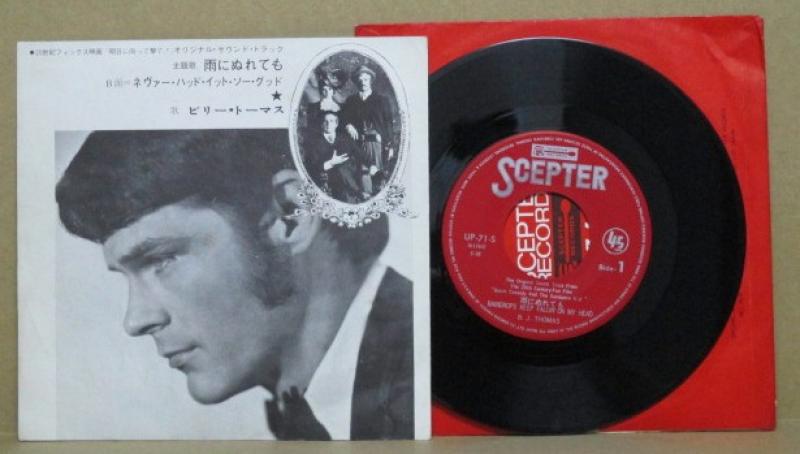 ●20世紀フォックス映画「明日に向って撃て!」オリジナル・サウンド・トラック
主題歌 雨にぬれても
B面=ネヴァー・ハッド・イット・ソー・グッド
★
歌 ビリー・トーマス
SCEPTER
SCEPTER RECORDS
UP-71-S
45
Side-1
The Original Sound Track From
The 20th Century-Fox Film
"Butch Cassidy And The Sundance Kid"
雨にぬれても
RAINDROPS KEEP FALLIN' ON MY HEAD
B. J. THOMAS